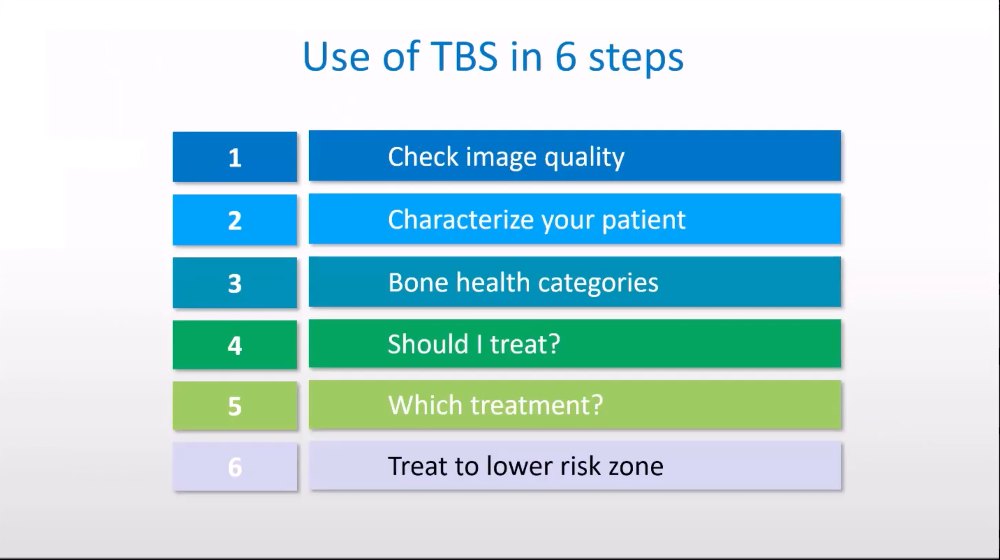 Use of TBS in 6 steps
1 Check image quality
2 Characterize your patient
3 Bone health categories
4 Should I treat?
5 Which treatment?
6 Treat to lower risk zone